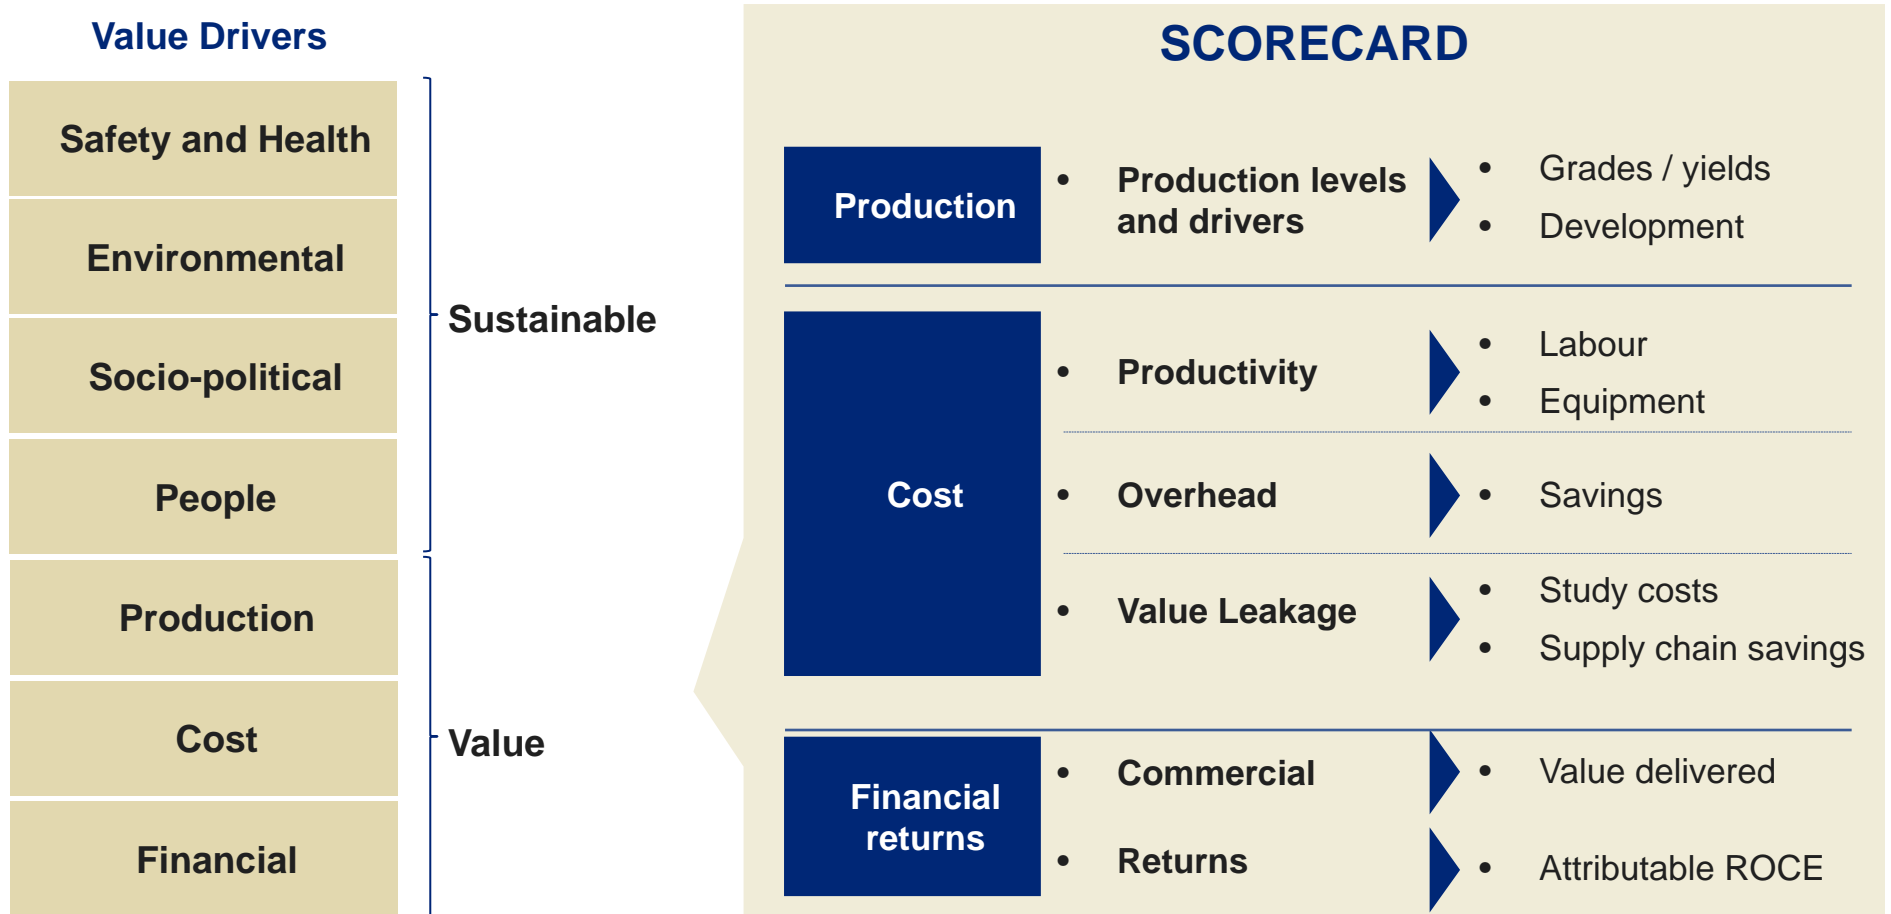 Value Drivers
Safety and Health
Environmental
Socio-political
People
Production
Cost
Financial
Sustainable
Value
SCORECARD
Production
• Production levels
and drivers
• Grades / yields
• Development
Cost
• Productivity
• Labour
• Equipment
• Overhead
• Savings
• Value Leakage
• Study costs
• Supply chain savings
Financial
returns
• Commercial
• Value delivered
• Returns
• Attributable ROCE